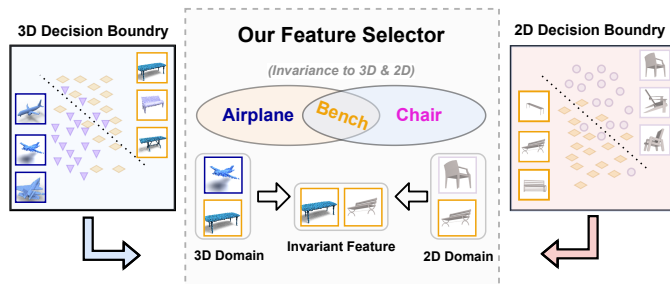 3D Decision Boundry
Our Feature Selector
2D Decision Boundry
(Invariance to 3D & 2D)
Airplane
Bench
Chair
Invariant Feature
3D Domain
2D Domain